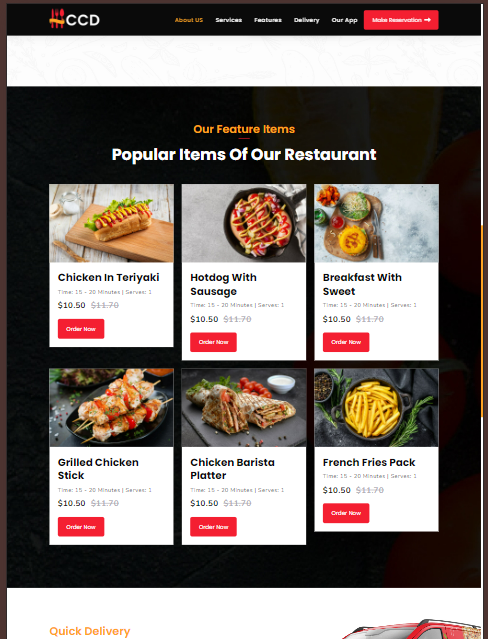 CCD
About US Services Features Delivery Our App Make Reservation
Our Feature Items
Popular Items Of Our Restaurant
Chicken In Teriyaki
Time: 15 - 20 Minutes | Serves: 1
$10.50 $11.70
Order Now
Hotdog With
Sausage
Time: 15 - 20 Minutes | Serves: 1
$10.50 $11.70
Order Now
Breakfast With
Sweet
Time: 15 - 20 Minutes | Serves: 1
$10.50 $11.70
Order Now
Grilled Chicken
Stick
Time: 15 - 20 Minutes | Serves: 1
$10.50 $11.70
Order Now
Chicken Barista
Platter
Time: 15 - 20 Minutes | Serves: 1
$10.50 $11.70
Order Now
French Fries Pack
Time: 15 - 20 Minutes | Serves: 1
$10.50 $11.70
Order Now
Quick Delivery